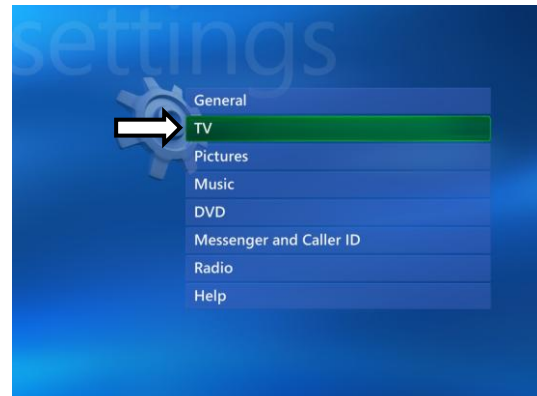 settings
General
TV
Pictures
Music
DVD
Messenger and Caller ID
Radio
Help